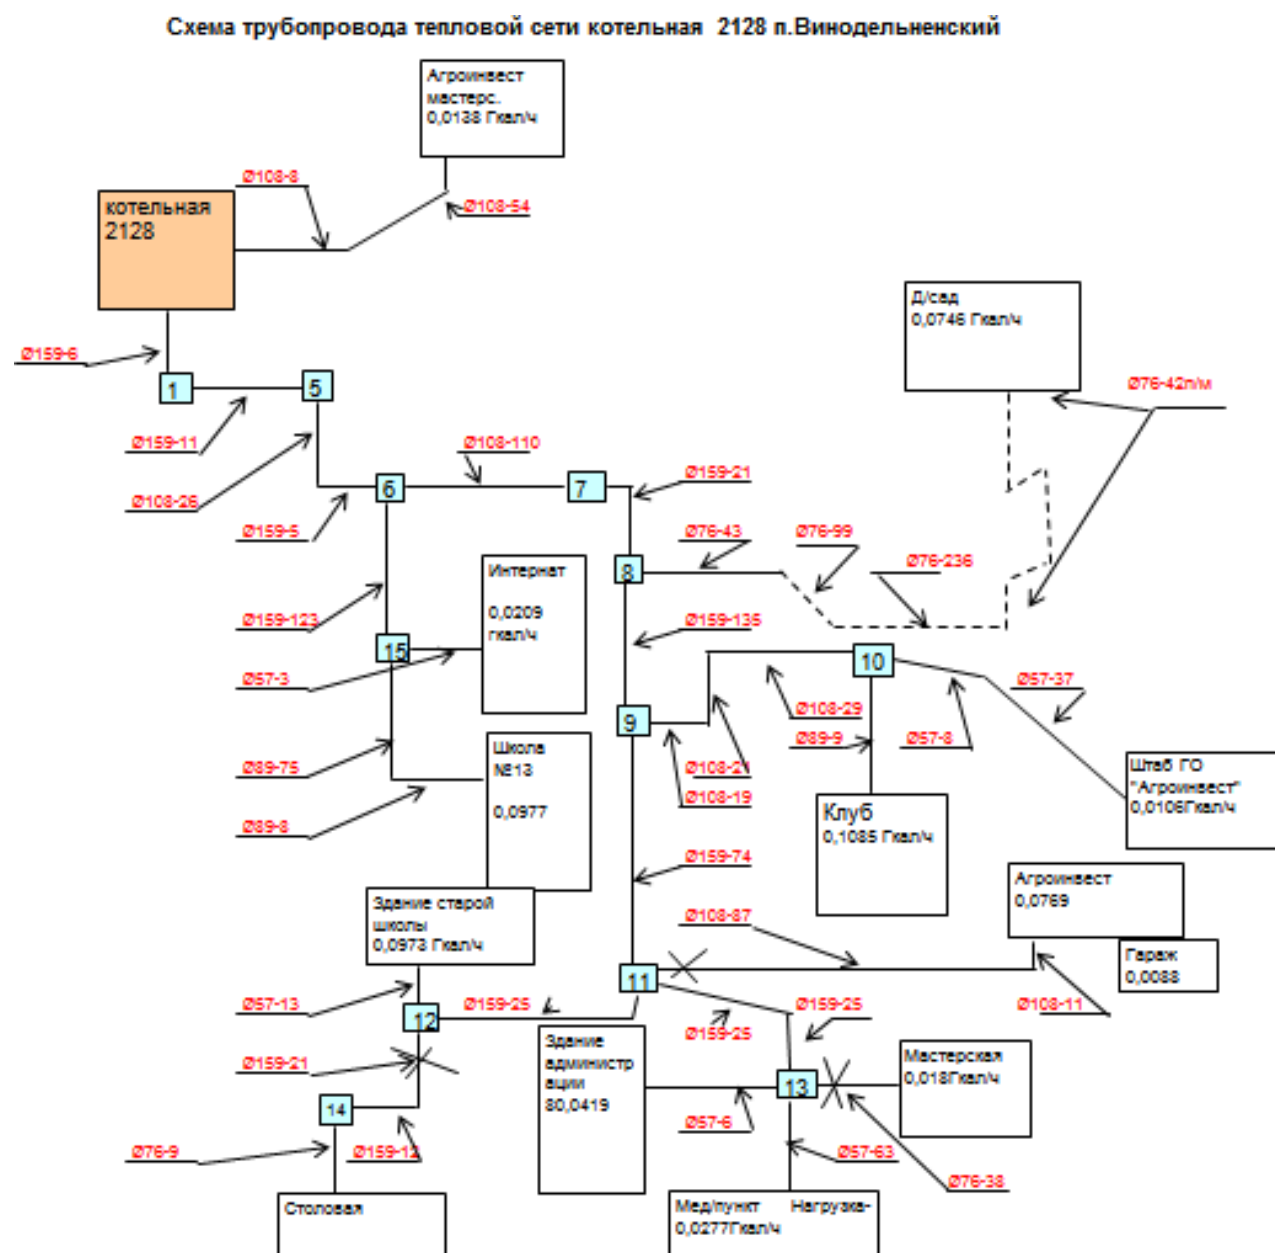 Схема трубопровода тепловой сети котельная 2128 п.Винодельненский
Агроинвест
мастерс.
0,0138 Гкал/ч
Ø108-8
Ø108-54
котельная
2128
Д/сад
0,0746 Гкал/ч
Ø159-6
1
5
Ø76-42п/м
Ø159-11
Ø108-110
Ø108-26
6
7
Ø159-21
Ø159-5
Ø76-43
Ø76-99
Ø76-236
8
Интернат
0,0209
гкал/ч
Ø159-123
Ø159-135
15
10
Ø57-3
Ø57-37
Ø108-29
9
Ø89-9
Ø57-8
Школа
№13
0,0977
Ø89-75
Ø108-21
Ø108-19
Штаб ГО
"Агроинвест"
0,0106Гкал/ч
Клуб
0,1085 Гкал/ч
Ø89-8
Ø159-74
Агроинвест
0,0769
Здание старой
школы
0,0973 Гкал/ч
Ø108-87
Гараж
0,0088
11
Ø57-13
Ø159-25
Ø159-25
Ø159-25
Ø108-11
12
Здание
администр
ации
80,0419
Мастерская
0,018Гкал/ч
Ø159-21
13
14
Ø57-6
Ø76-9
Ø159-12
Ø57-63
Ø76-38
Столовая
Мед/пункт Нагрузка-
0,0277Гкал/ч